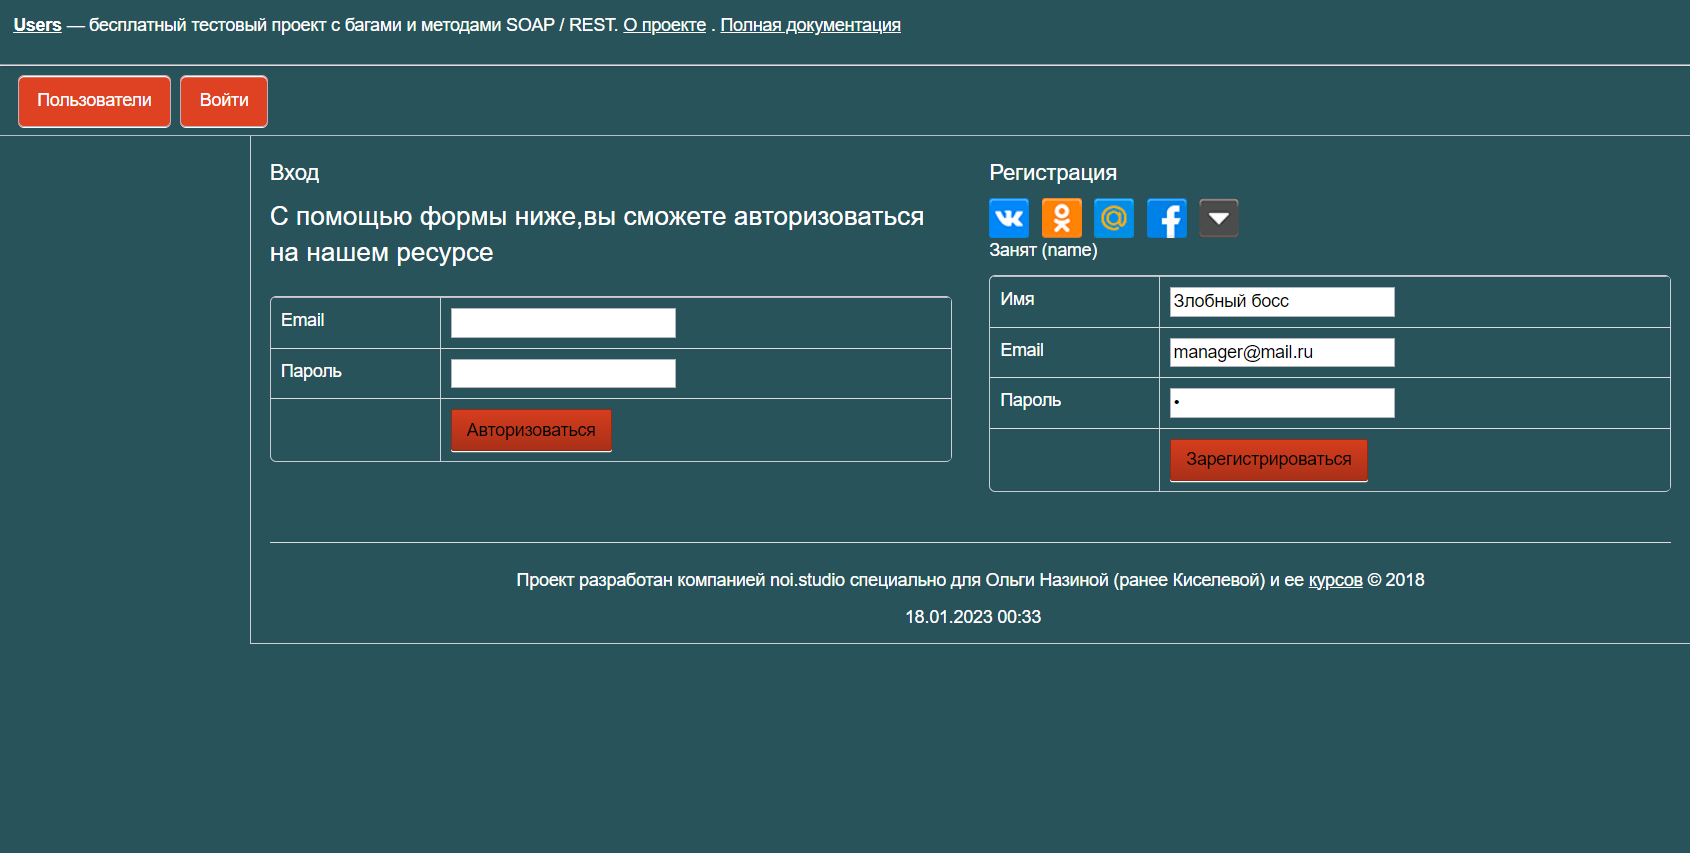 Users — бесплатный тестовый проект с багами и методами SOAP / REST. О проекте . Полная документация
Пользователи
Войти
Вход
С помощью формы ниже,вы сможете авторизоваться
на нашем ресурсе
Email
Пароль
Авторизоваться
Регистрация
Занят (name)
Имя
Злобный босс
Email
manager@mail.ru
Пароль
•
Зарегистрироваться
Проект разработан компанией noi.studio специально для Ольги Назиной (ранее Киселевой) и ее курсов © 2018
18.01.2023 00:33